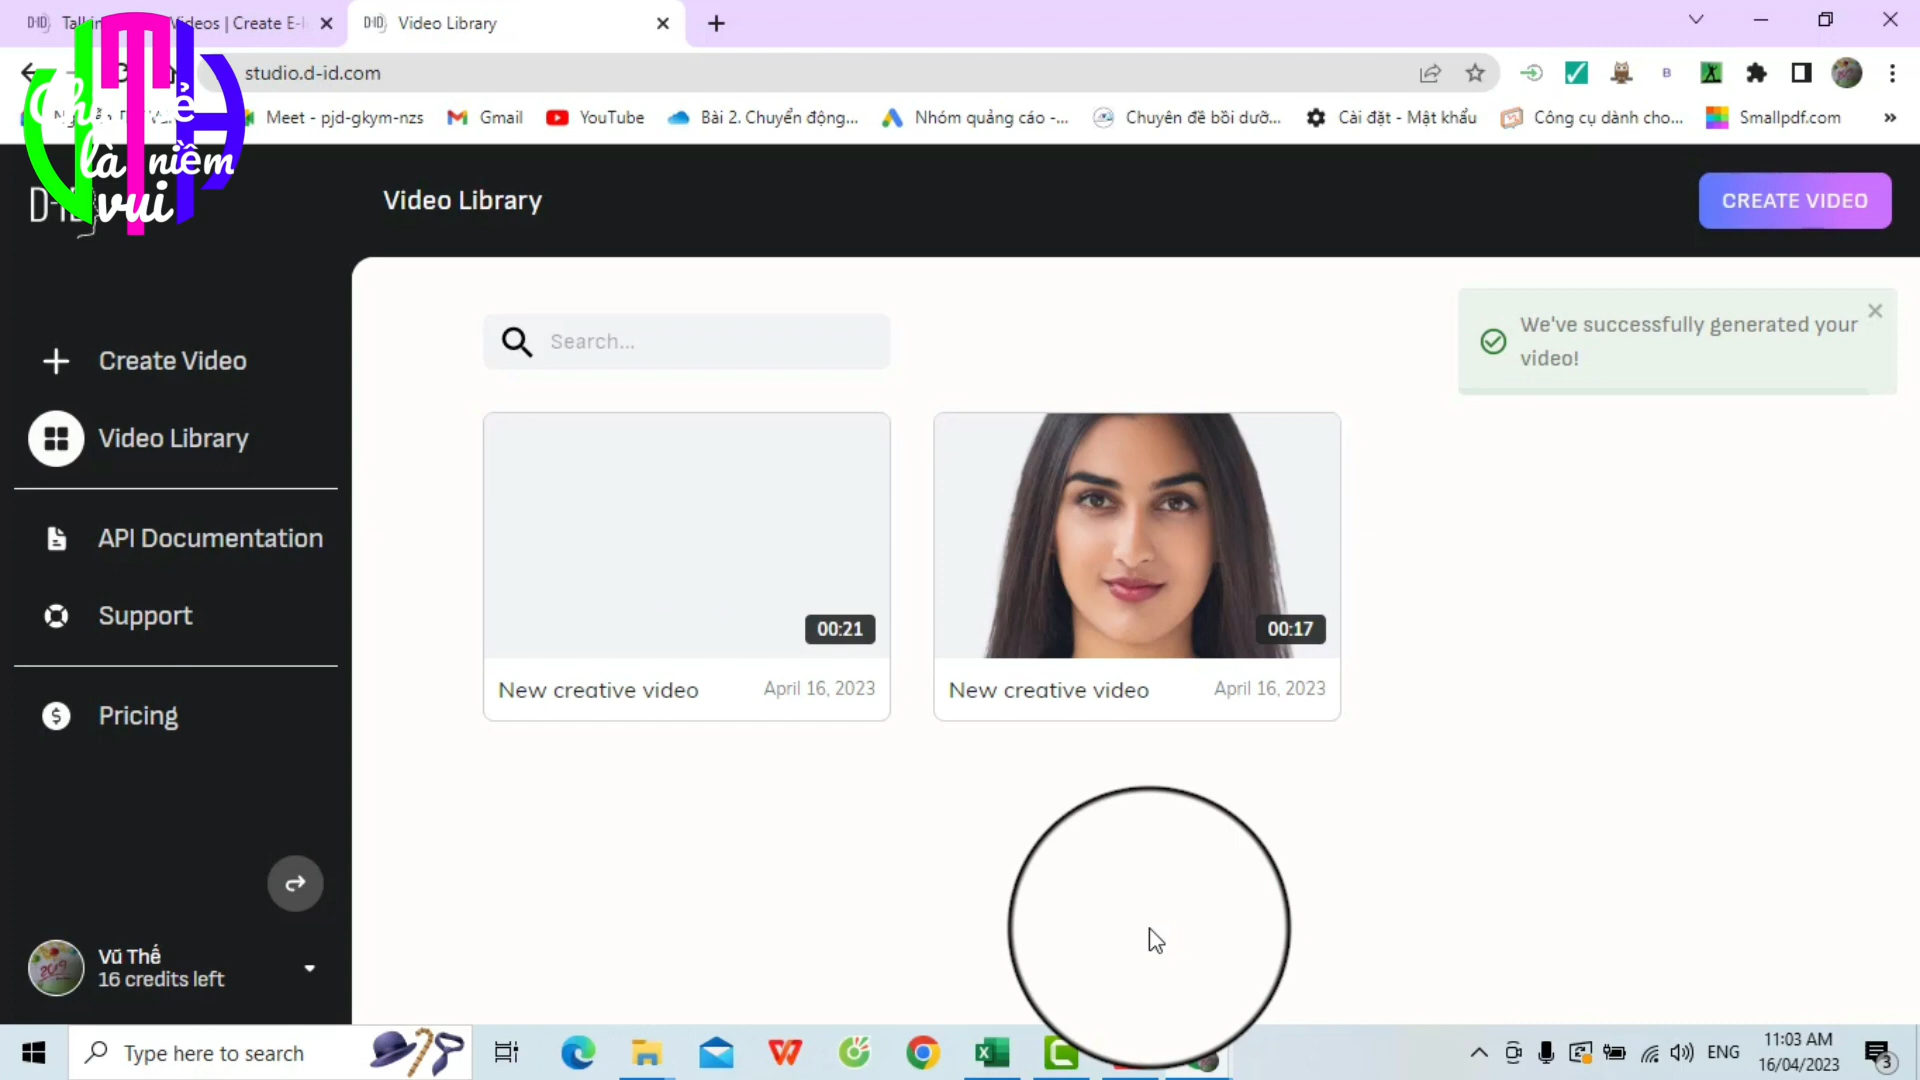 Video Library
studio.d-id.com
Meet - pjd-gkym-nzs
Gmail
YouTube
Bài 2. Chuyển động...
Nhóm quảng cáo -...
Chuyên đề bồi dưỡ...
Cài đặt - Mật khẩu
Công cụ dành cho...
Smallpdf.com
là niềm
vui
Video Library
CREATE VIDEO
We've successfully generated your
video!
Search...
Create Video
Video Library
API Documentation
Support
Pricing
00:21
New creative video
April 16, 2023
00:17
New creative video
April 16, 2023
Vũ Thế
16 credits left
2019
Type here to search
ENG
11:03 AM
16/04/2023
3